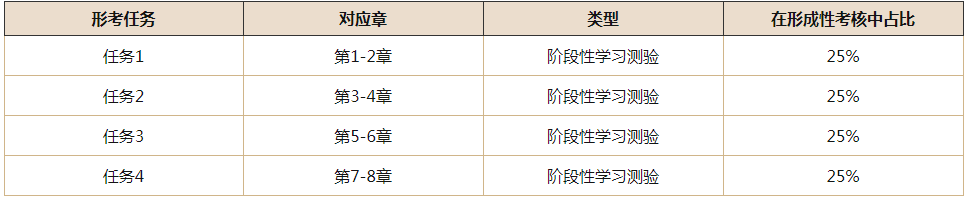 形考任务 对应章 类型 在形成性考核中占比
任务1 第1-2章 阶段性学习测验 25%
任务2 第3-4章 阶段性学习测验 25%
任务3 第5-6章 阶段性学习测验 25%
任务4 第7-8章 阶段性学习测验 25%